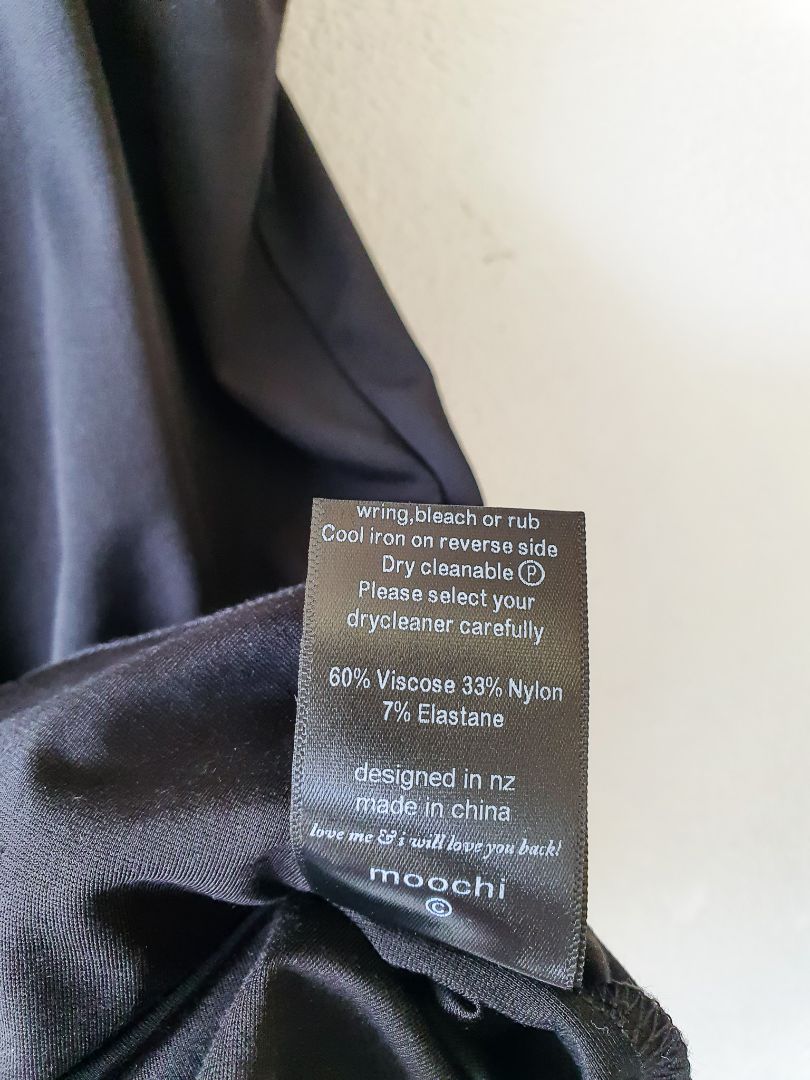 wring,bleach or rub
Cool iron on reverse side
Dry cleanable Ⓟ
Please select your
drycleaner carefully
60% Viscose 33% Nylon
7% Elastane
designed in nz
made in china
love me & i will love you back!
moochi
©